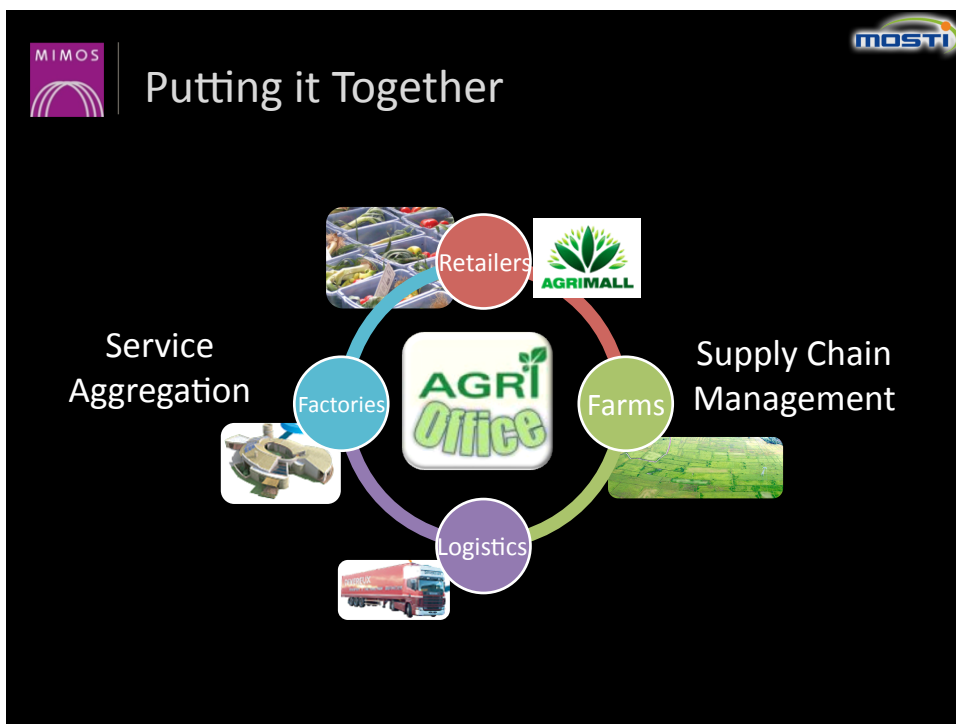 MIMOS
MOSTI
Putting it Together
Retailers
AGRIMALL
Service
Aggregation
Supply Chain
Management
Factories
AGRI
Office
Farms
Logistics